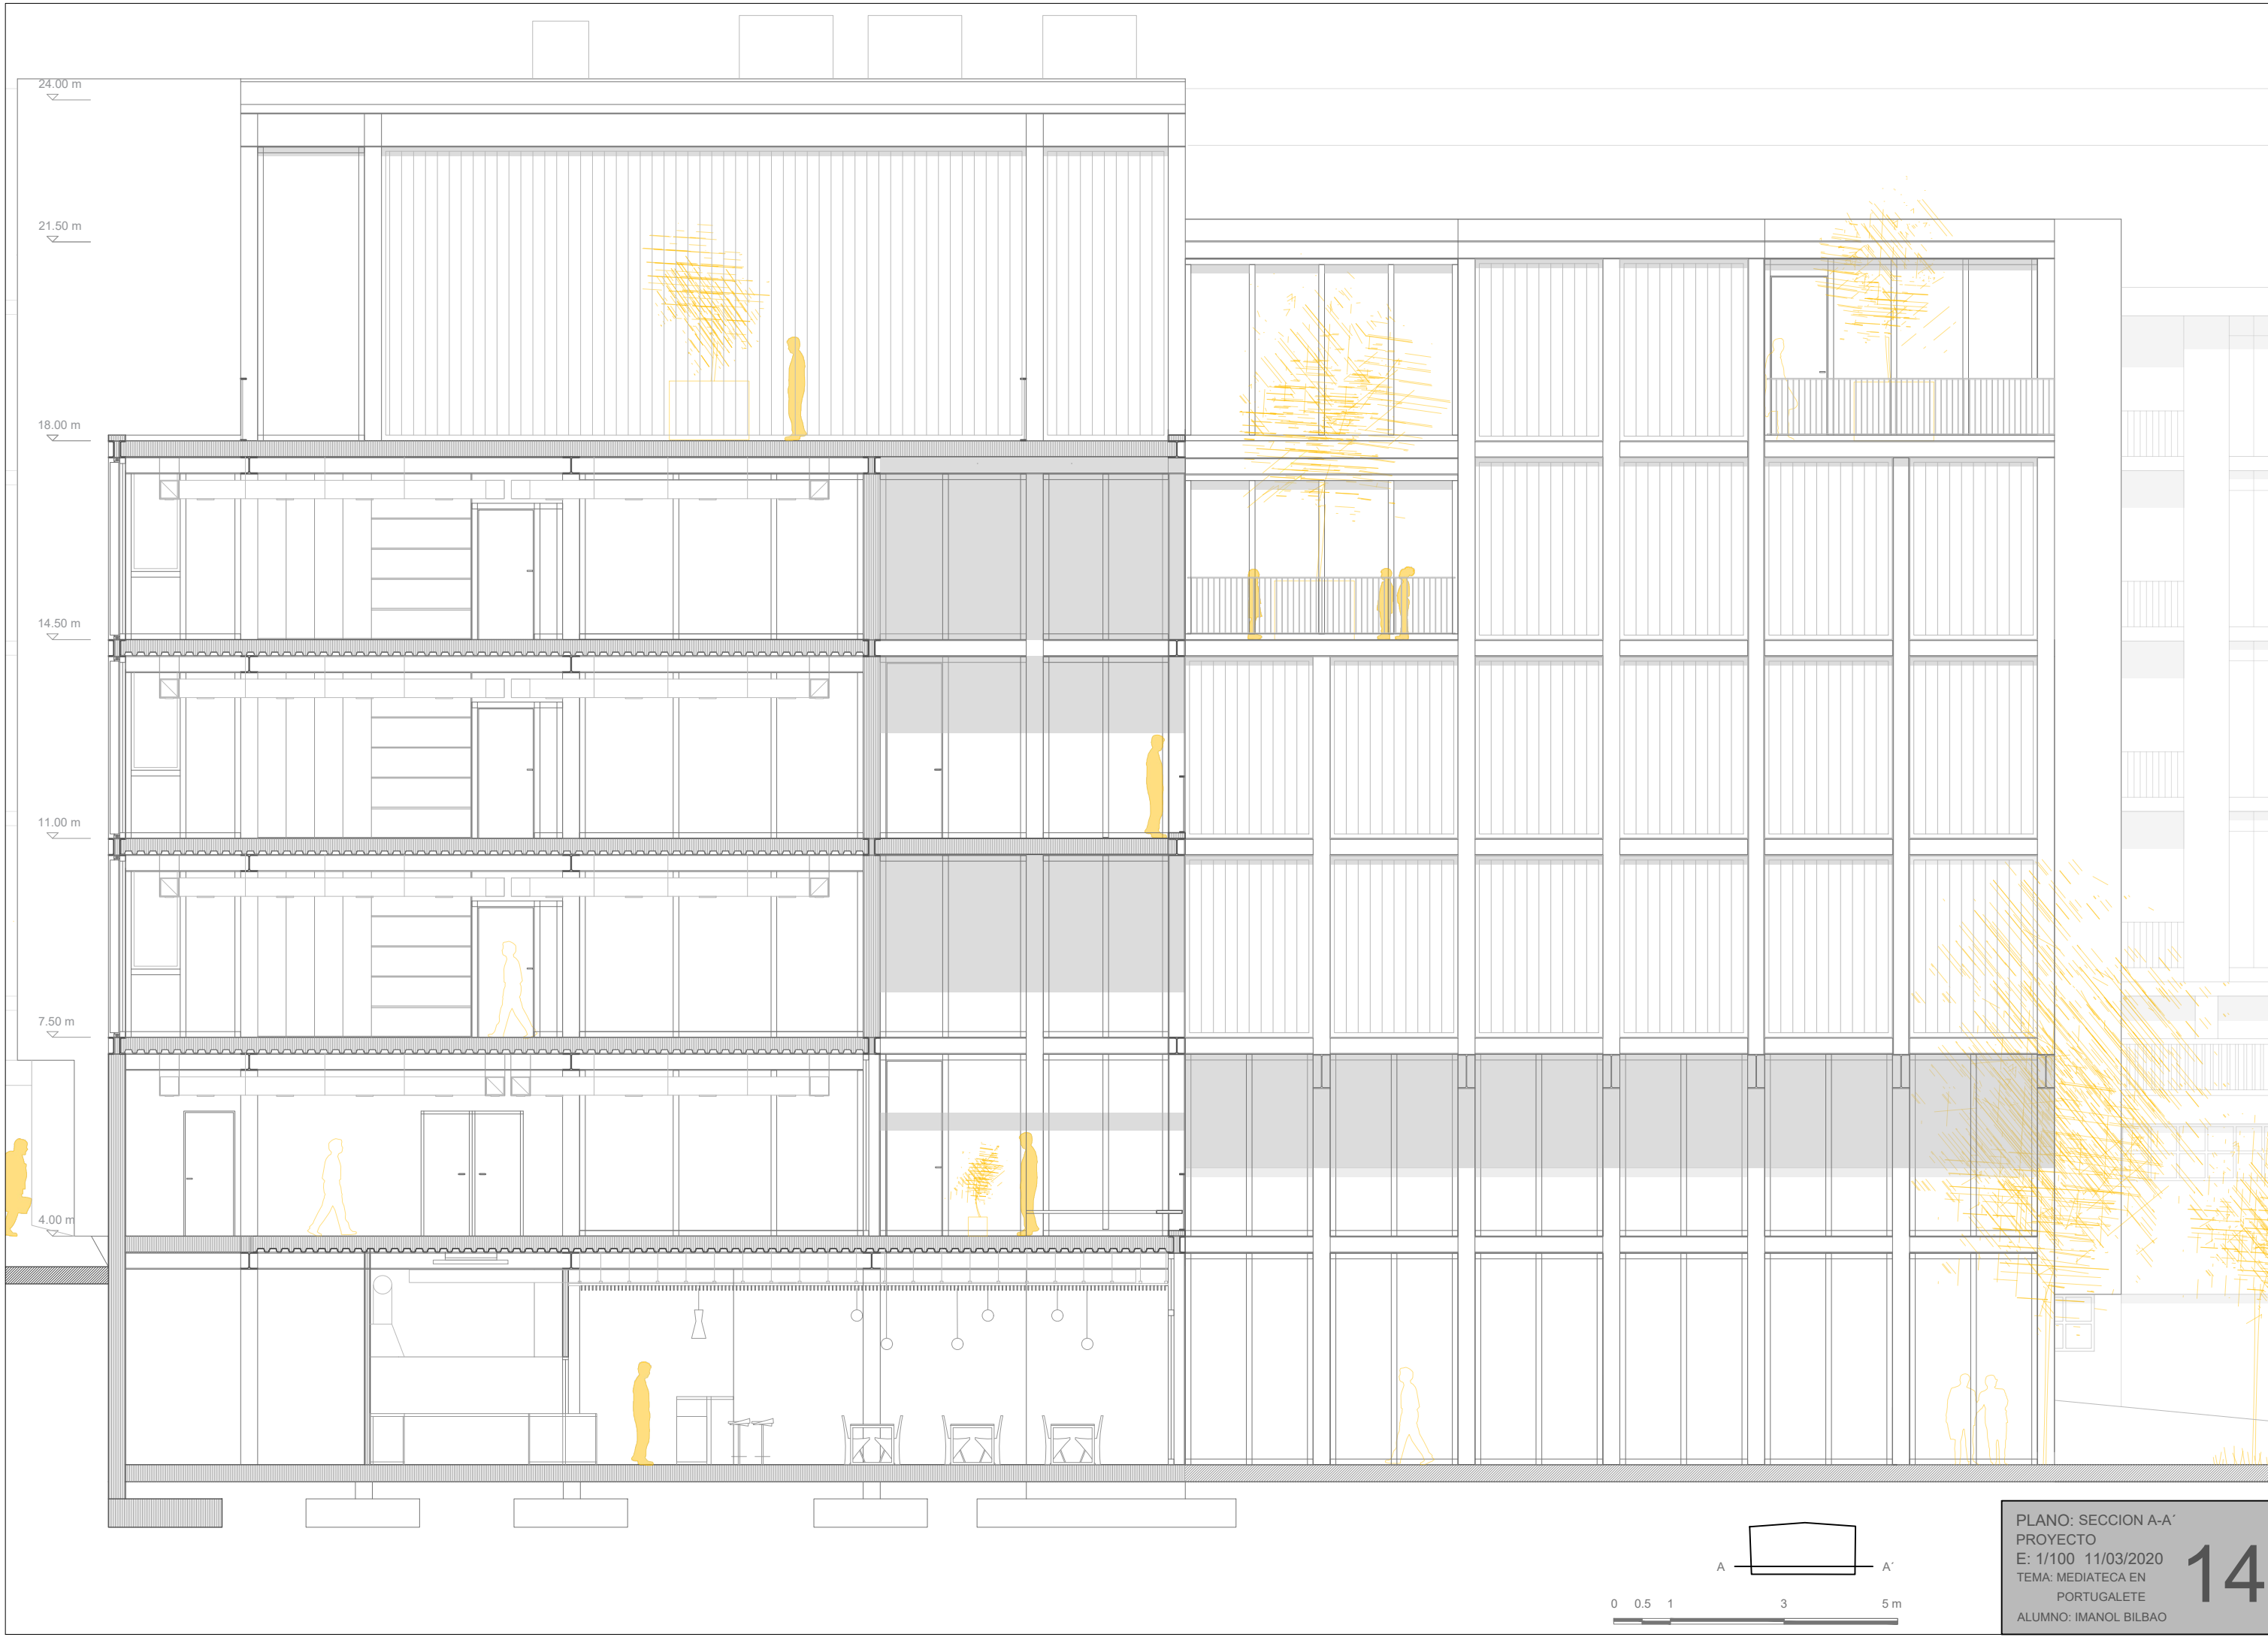 24.00 m
21.50 m
18.00 m
14.50 m
11.00 m
7.50 m
4.00 m
A A´
0 0.5 1 3 5 m
PLANO: SECCION A-A´
PROYECTO
E: 1/100 11/03/2020
TEMA: MEDIATECA EN
PORTUGALETE
ALUMNO: IMANOL BILBAO
14